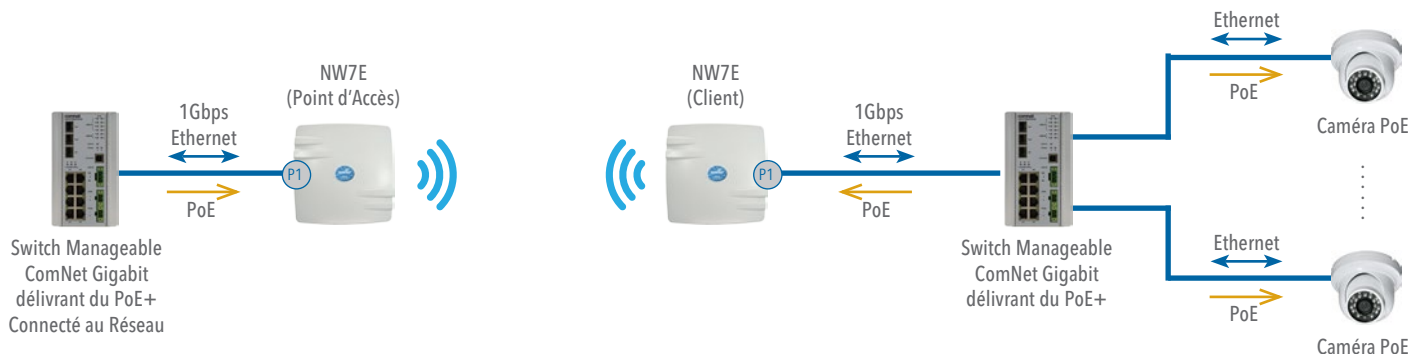 NW7E
(Point d'Accès)
1Gbps
Ethernet
P1
PoE
Switch Manageable
ComNet Gigabit
délivrant du PoE+
Connecté au Réseau
NW7E
(Client)
P1
1Gbps
Ethernet
PoE
Switch Manageable
ComNet Gigabit
délivrant du PoE+
Ethernet
PoE
Caméra PoE
Ethernet
PoE
Caméra PoE